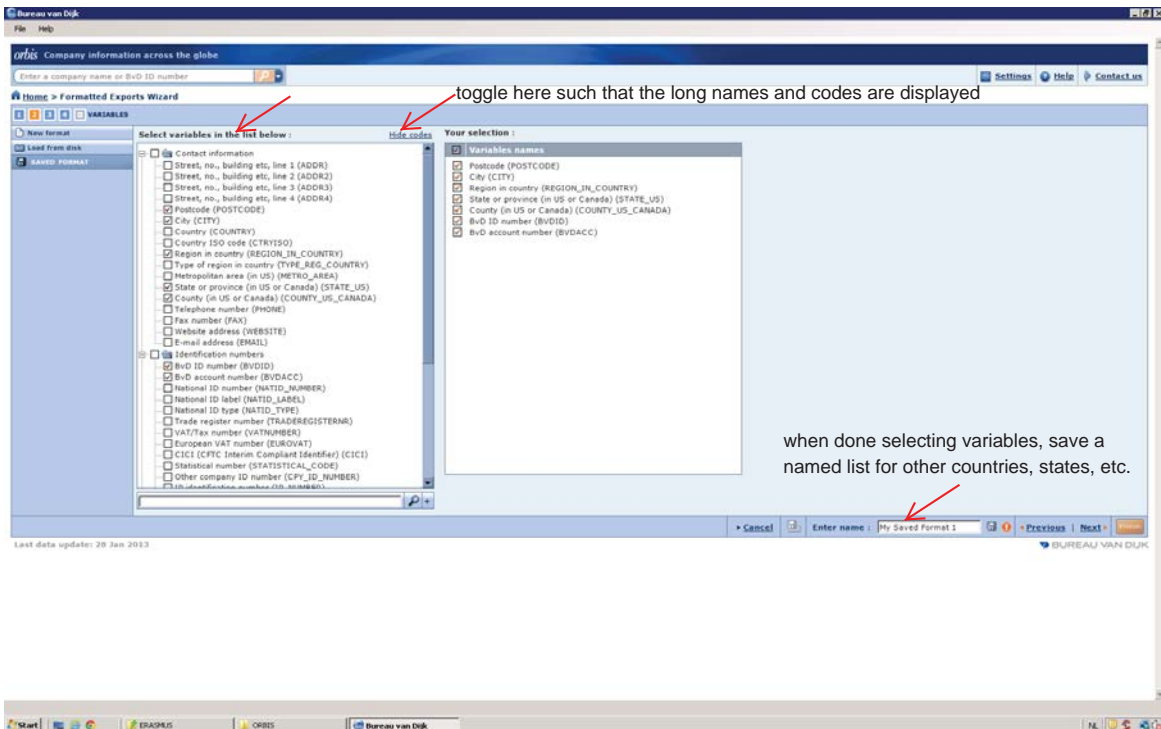 Bureau van Dijk
File Help
orbis Company information across the globe
Enter a company name or BvD ID number
Settings Help Contact us
Home > Formatted Exports Wizard
toggle here such that the long names and codes are displayed
1 2 3 4 VARIABLES
New format
Load from disk
SAVED FORMAT
Select variables in the list below :
Hide codes
Contact information
Street, no., building etc, line 1 (ADDR)
Street, no., building etc, line 2 (ADDR2)
Street, no., building etc, line 3 (ADDR3)
Street, no., building etc, line 4 (ADDR4)
Postcode (POSTCODE)
City (CITY)
Country (COUNTRY)
Country ISO code (CTRYISO)
Region in country (REGION_IN_COUNTRY)
Type of region in country (TYPE_REG_COUNTRY)
Metropolitan area (in US) (METRO_AREA)
State or province (in US or Canada) (STATE_US)
County (in US or Canada) (COUNTY_US_CANADA)
Telephone number (PHONE)
Fax number (FAX)
Website address (WEBSITE)
E-mail address (EMAIL)
Identification numbers
BvD ID number (BVDID)
BvD account number (BVDACC)
National ID number (NATID_NUMBER)
National ID label (NATID_LABEL)
National ID type (NATID_TYPE)
Trade register number (TRADEREGISTERNR)
VAT/Tax number (VATNUMBER)
European VAT number (EUROVAT)
CICI (CFTC Interim Compliant Identifier) (CICI)
Statistical number (STATISTICAL_CODE)
Other company ID number (CPY_ID_NUMBER)
IP identification number (IP_NUMBER)
Your selection :
Variables names
Postcode (POSTCODE)
City (CITY)
Region in country (REGION_IN_COUNTRY)
State or province (in US or Canada) (STATE_US)
County (in US or Canada) (COUNTY_US_CANADA)
BvD ID number (BVDID)
BvD account number (BVDACC)
when done selecting variables, save a
named list for other countries, states, etc.
Cancel Enter name : My Saved Format 1 Previous | Next
Last data update: 28 Jan 2013
BUREAU VAN DIJK
Start ERASMUS ORBIS Bureau van Dijk NL